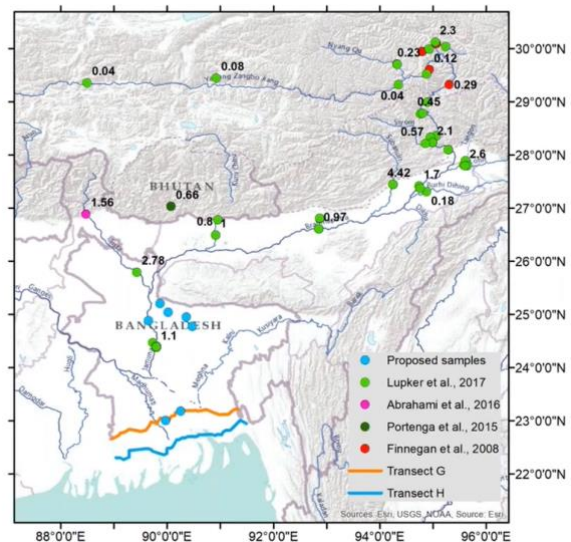 30°0'0"N
29°0'0"N
28°0'0"N
27°0'0"N
26°0'0"N
25°0'0"N
24°0'0"N
23°0'0"N
22°0'0"N
88°0'0"E
90°0'0"E
92°0'0"E
94°0'0"E
96°0'0"E
2.3
0.23
0.12
0.29
0.04
0.08
0.04
0.45
0.57
2.1
2.6
4.42
1.7
0.18
0.97
BHUTAN
0.66
1.56
0.8
1
2.78
BANGLADESH
1.1
Ganges
Meghna
Proposed samples
Lupker et al., 2017
Abrahami et al., 2016
Portenga et al., 2015
Finnegan et al., 2008
Transect G
Transect H
Sources: Esri, USGS, NOAA, Source: Esri